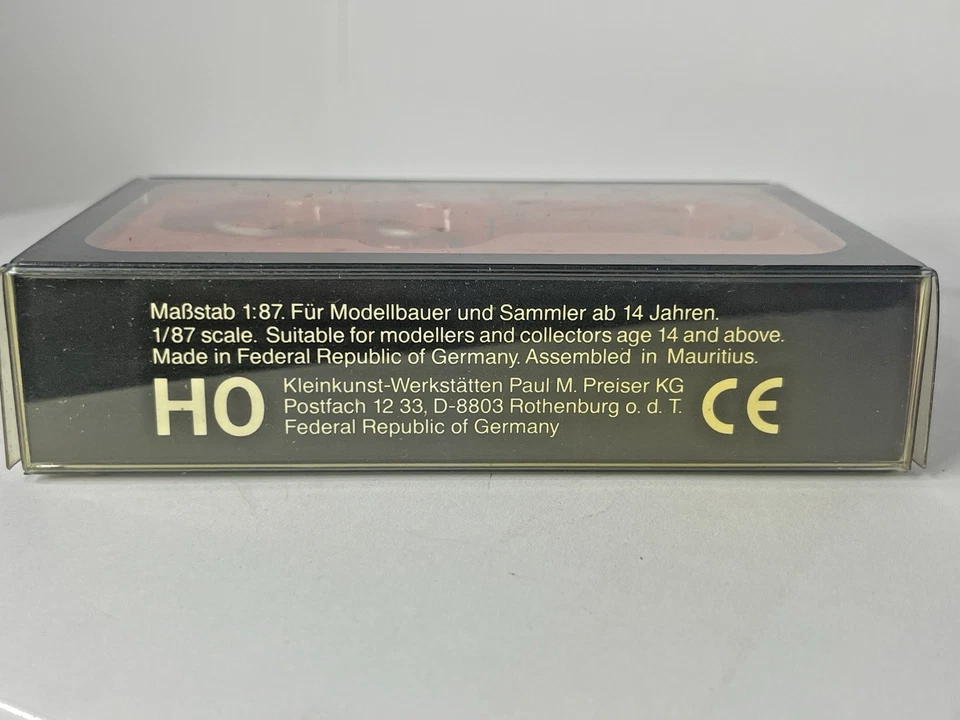 Maßstab 1:87. Für Modellbauer und Sammler ab 14 Jahren.
1/87 scale. Suitable for modellers and collectors age 14 and above.
Made in Federal Republic of Germany. Assembled in Mauritius.
HO
Kleinkunst-Werkstätten Paul M. Preiser KG
Postfach 12 33, D-8803 Rothenburg o. d. T.
Federal Republic of Germany
CE